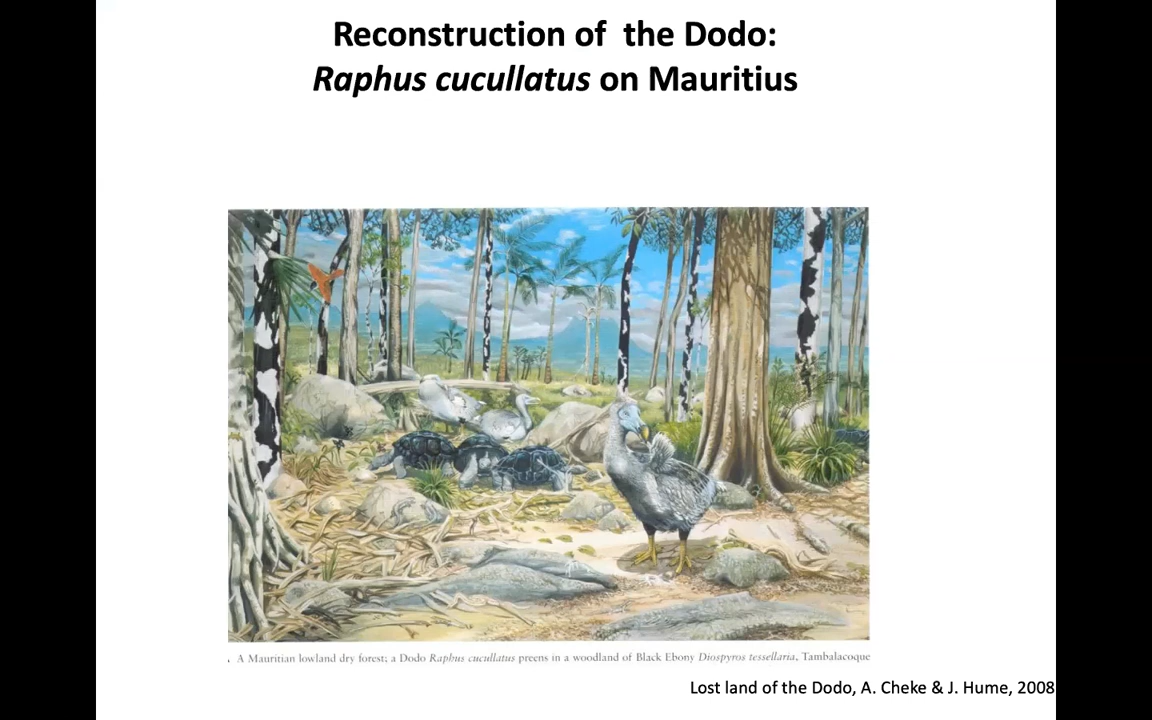 Reconstruction of the Dodo:
Raphus cucullatus on Mauritius
A Mauritian lowland dry forest; a Dodo Raphus cucullatus preens in a woodland of Black Ebony Diospyros tessellaria, Tambalacoque
Lost land of the Dodo, A. Cheke & J. Hume, 2008